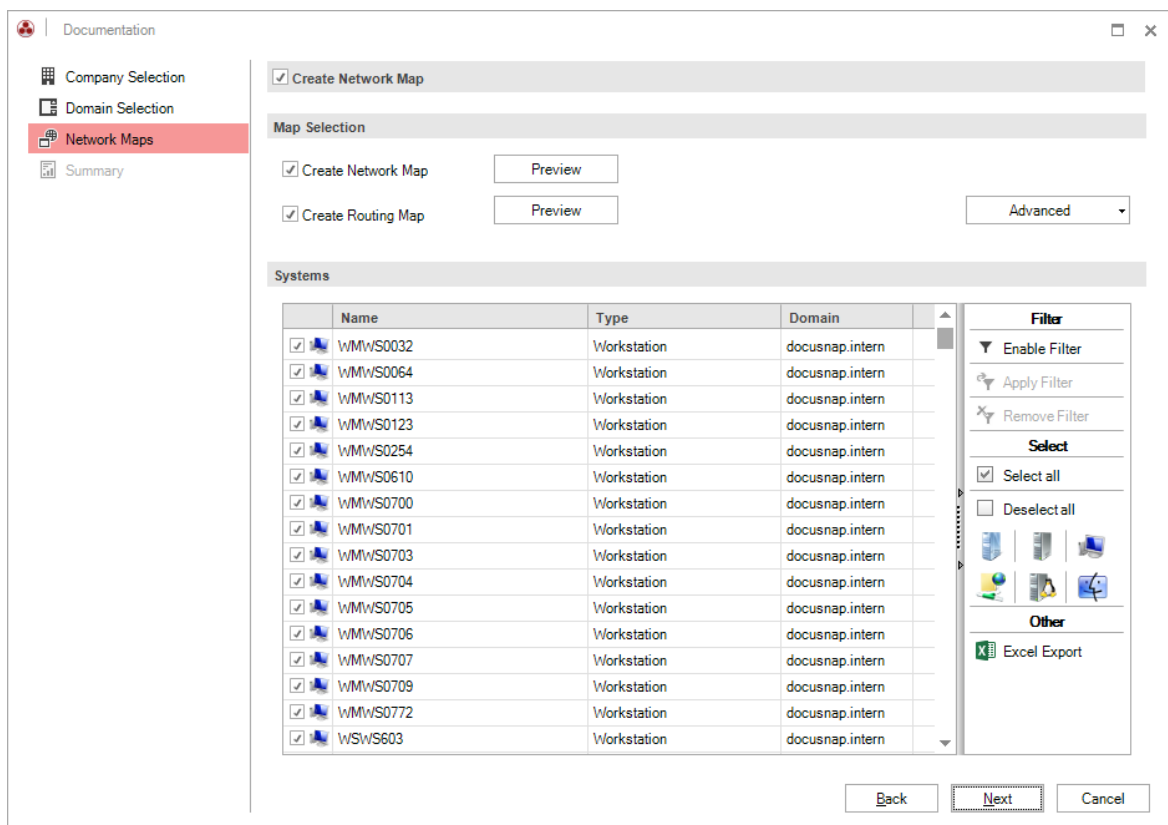 Documentation
Company Selection
Domain Selection
Network Maps
Summary
Create Network Map
Map Selection
Create Network Map Preview
Create Routing Map Preview Advanced
Systems
Name Type Domain
WMWS0032 Workstation docusnap.intern
WMWS0064 Workstation docusnap.intern
WMWS0113 Workstation docusnap.intern
WMWS0123 Workstation docusnap.intern
WMWS0254 Workstation docusnap.intern
WMWS0610 Workstation docusnap.intern
WMWS0700 Workstation docusnap.intern
WMWS0701 Workstation docusnap.intern
WMWS0703 Workstation docusnap.intern
WMWS0704 Workstation docusnap.intern
WMWS0705 Workstation docusnap.intern
WMWS0706 Workstation docusnap.intern
WMWS0707 Workstation docusnap.intern
WMWS0709 Workstation docusnap.intern
WMWS0772 Workstation docusnap.intern
WSWS603 Workstation docusnap.intern
Filter
Enable Filter
Apply Filter
Remove Filter
Select
Select all
Deselect all
Other
Excel Export
Back Next Cancel